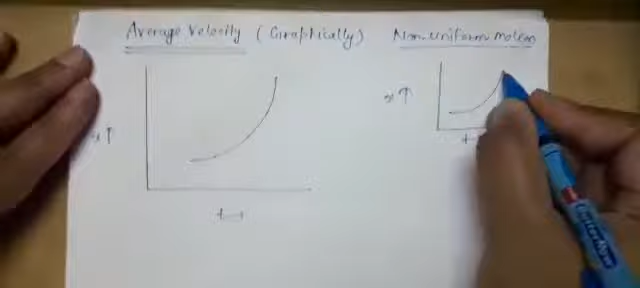 Average Velocity (Graphically)
Non-uniform motion
x↑
t→
x↑
t